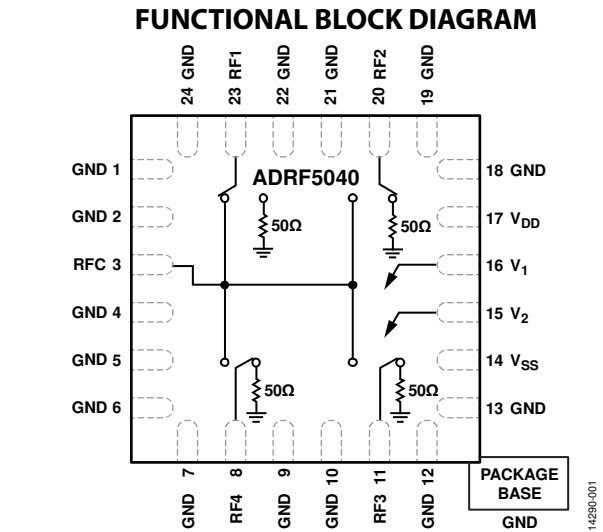 FUNCTIONAL BLOCK DIAGRAM
24 GND
23 RF1
22 GND
21 GND
20 RF2
19 GND
ADRF5040
GND 1
GND 2
RFC 3
GND 4
GND 5
GND 6
18 GND
17 VDD
16 V1
15 V2
14 VSS
13 GND
50Ω
50Ω
50Ω
50Ω
GND 7
RF4 8
GND 9
GND 10
RF3 11
GND 12
PACKAGE
BASE
GND
14290-001